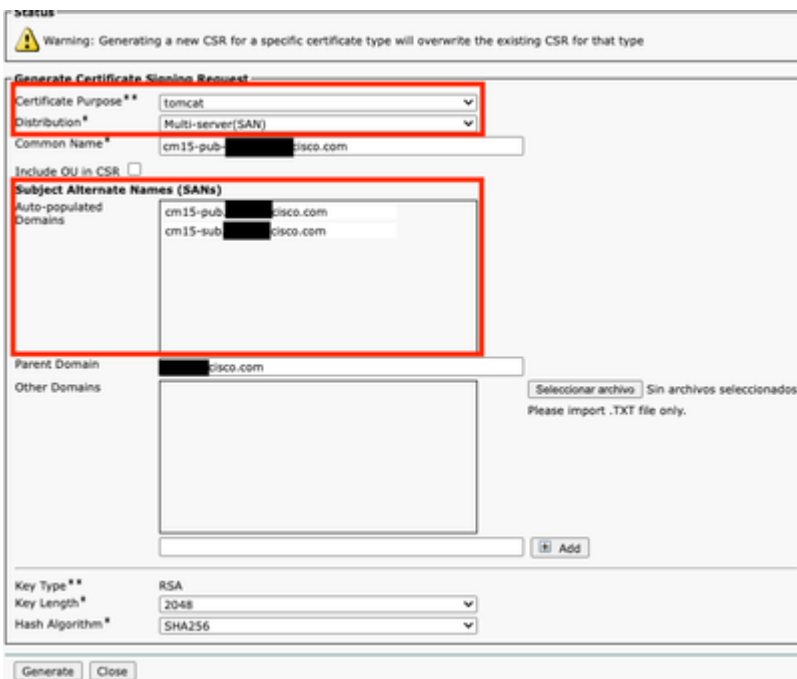 Status
Warning: Generating a new CSR for a specific certificate type will overwrite the existing CSR for that type
Generate Certificate Signing Request
Certificate Purpose** tomcat
Distribution* Multi-server(SAN)
Common Name* cm15-pub- cisco.com
Include OU in CSR
Subject Alternate Names (SANs)
Auto-populated Domains
cm15-pub. cisco.com
cm15-sub. cisco.com
Parent Domain cisco.com
Other Domains
Seleccionar archivo Sin archivos seleccionados
Please import .TXT file only.
Add
Key Type** RSA
Key Length* 2048
Hash Algorithm* SHA256
Generate Close